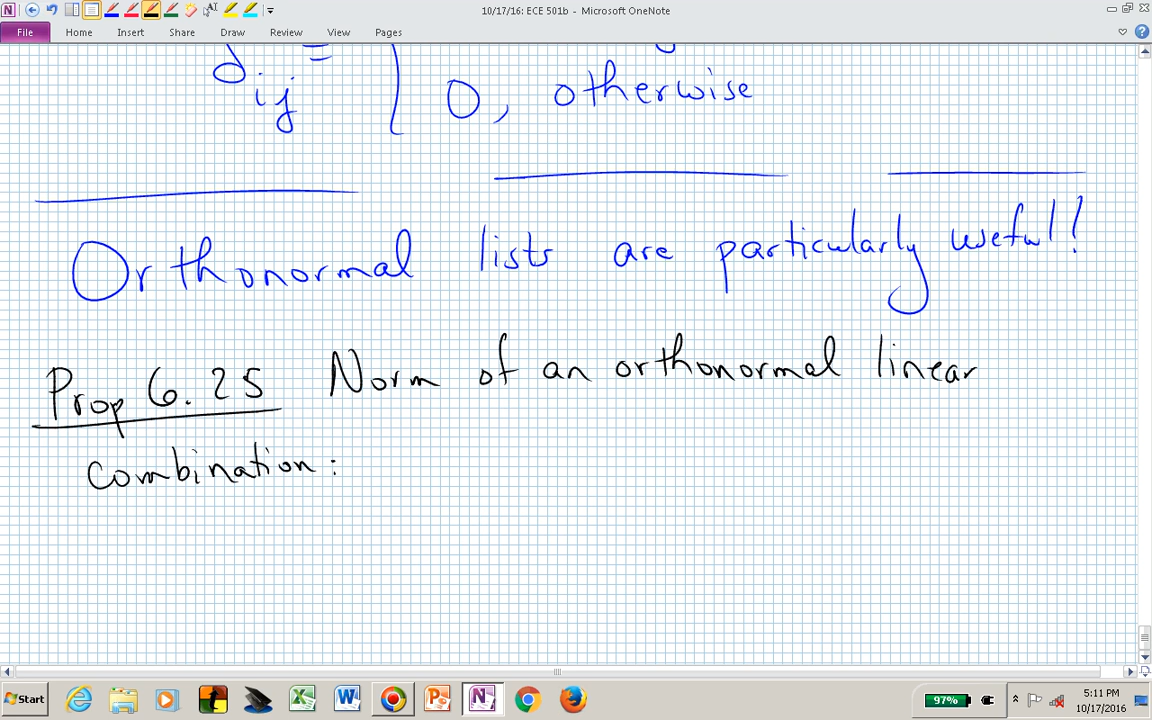 10/17/16: ECE 501b - Microsoft OneNote
File Home Insert Share Draw Review View Pages
δij = { 0, otherwise
Orthonormal lists are particularly useful!
Prop 6.25 Norm of an orthonormal linear
combination:
Start
97%
5:11 PM
10/17/2016